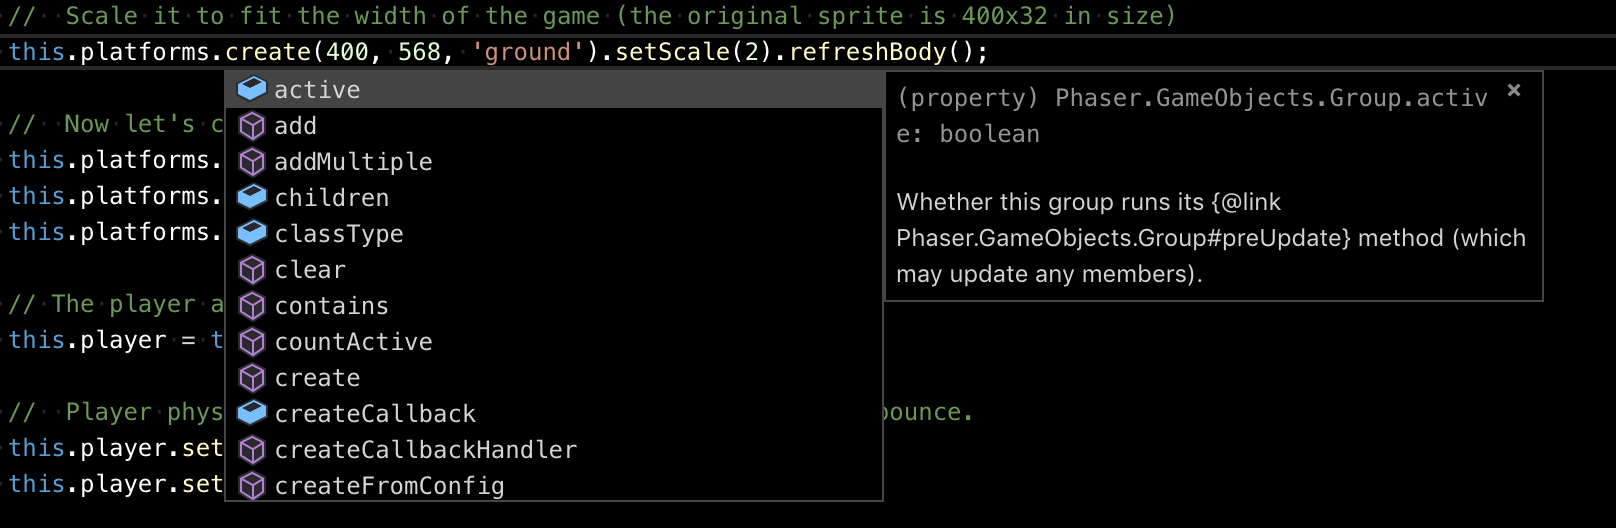 // Scale it to fit the width of the game (the original sprite is 400x32 in size)
this.platforms.create(400, 568, 'ground').setScale(2).refreshBody();
active
add
addMultiple
children
classType
clear
contains
countActive
create
createCallback
createCallbackHandler
createFromConfig
(property) Phaser.GameObjects.Group.activ
e: boolean
×
Whether this group runs its {@link
Phaser.GameObjects.Group#preUpdate} method (which
may update any members).
// Now let's c
this.platforms.
this.platforms.
this.platforms.
// The player a
this.player = t
// Player phys ounce.
this.player.set
this.player.set